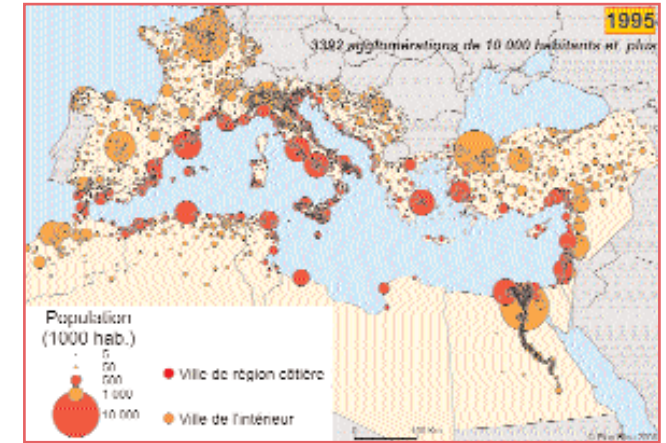 1995
3392 agglomérations de 10 000 habitants et plus
Population
(1000 hab.)
5
50
500
1 000
10 000
Ville de région côtière
Ville de l'intérieur
0